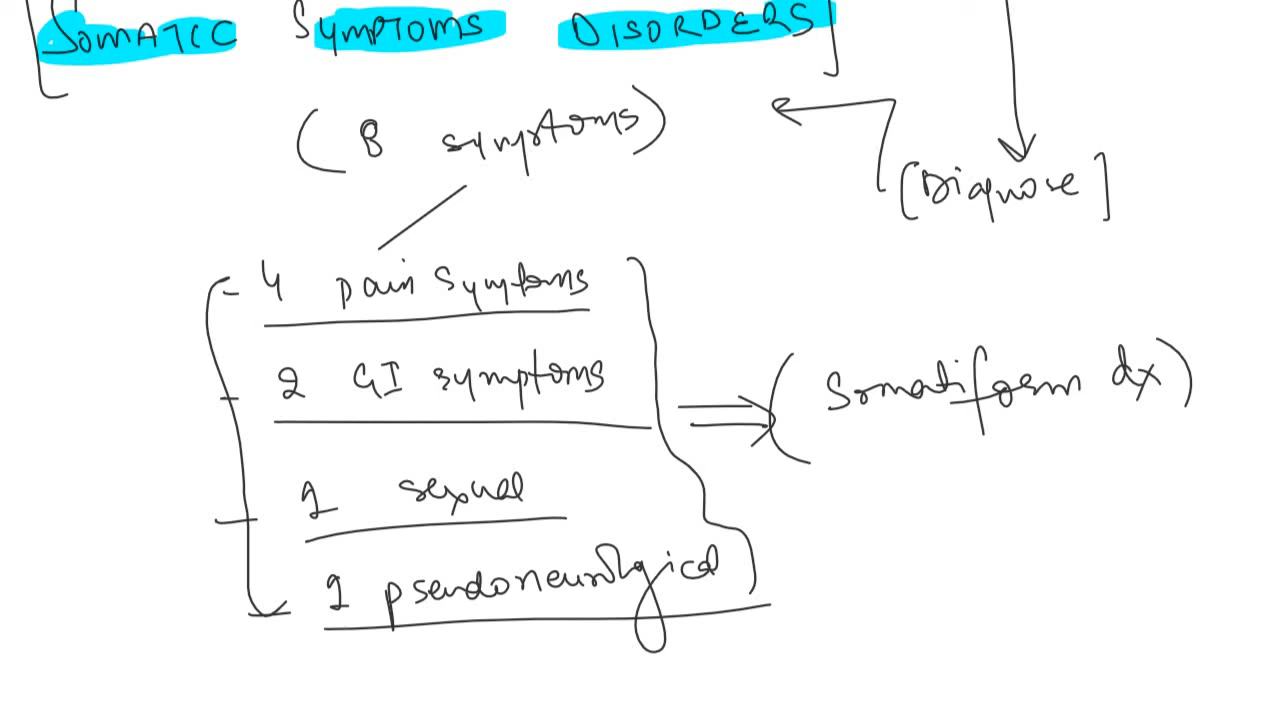 [SOMATIC SYMPTOMS DISORDERS]
(8 symptoms)
[Diagnose]
- 4 pain symptoms
2 GI symptoms
1 sexual
1 pseudoneurological
(Somatiform dx)